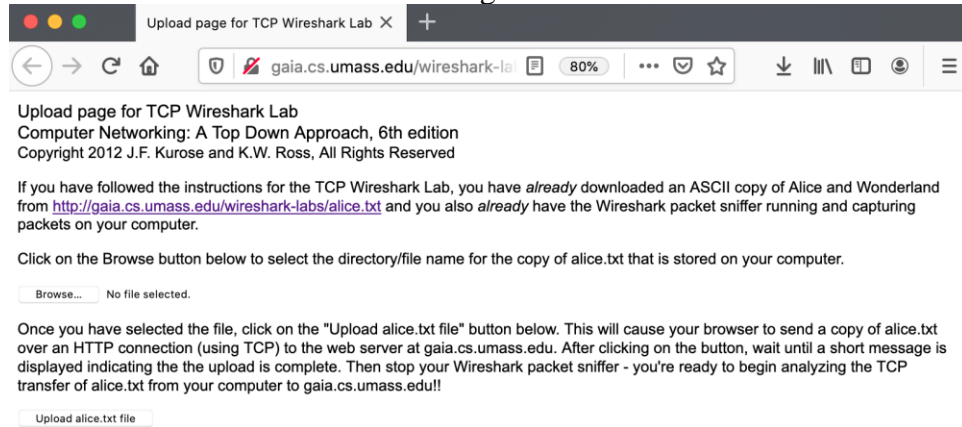 Upload page for TCP Wireshark Lab
gaia.cs.umass.edu/wireshark-la 80%
Upload page for TCP Wireshark Lab
Computer Networking: A Top Down Approach, 6th edition
Copyright 2012 J.F. Kurose and K.W. Ross, All Rights Reserved
If you have followed the instructions for the TCP Wireshark Lab, you have already downloaded an ASCII copy of Alice and Wonderland
from http://gaia.cs.umass.edu/wireshark-labs/alice.txt and you also already have the Wireshark packet sniffer running and capturing
packets on your computer.
Click on the Browse button below to select the directory/file name for the copy of alice.txt that is stored on your computer.
Browse... No file selected.
Once you have selected the file, click on the "Upload alice.txt file" button below. This will cause your browser to send a copy of alice.txt
over an HTTP connection (using TCP) to the web server at gaia.cs.umass.edu. After clicking on the button, wait until a short message is
displayed indicating the the upload is complete. Then stop your Wireshark packet sniffer - you're ready to begin analyzing the TCP
transfer of alice.txt from your computer to gaia.cs.umass.edu!!
Upload alice.txt file